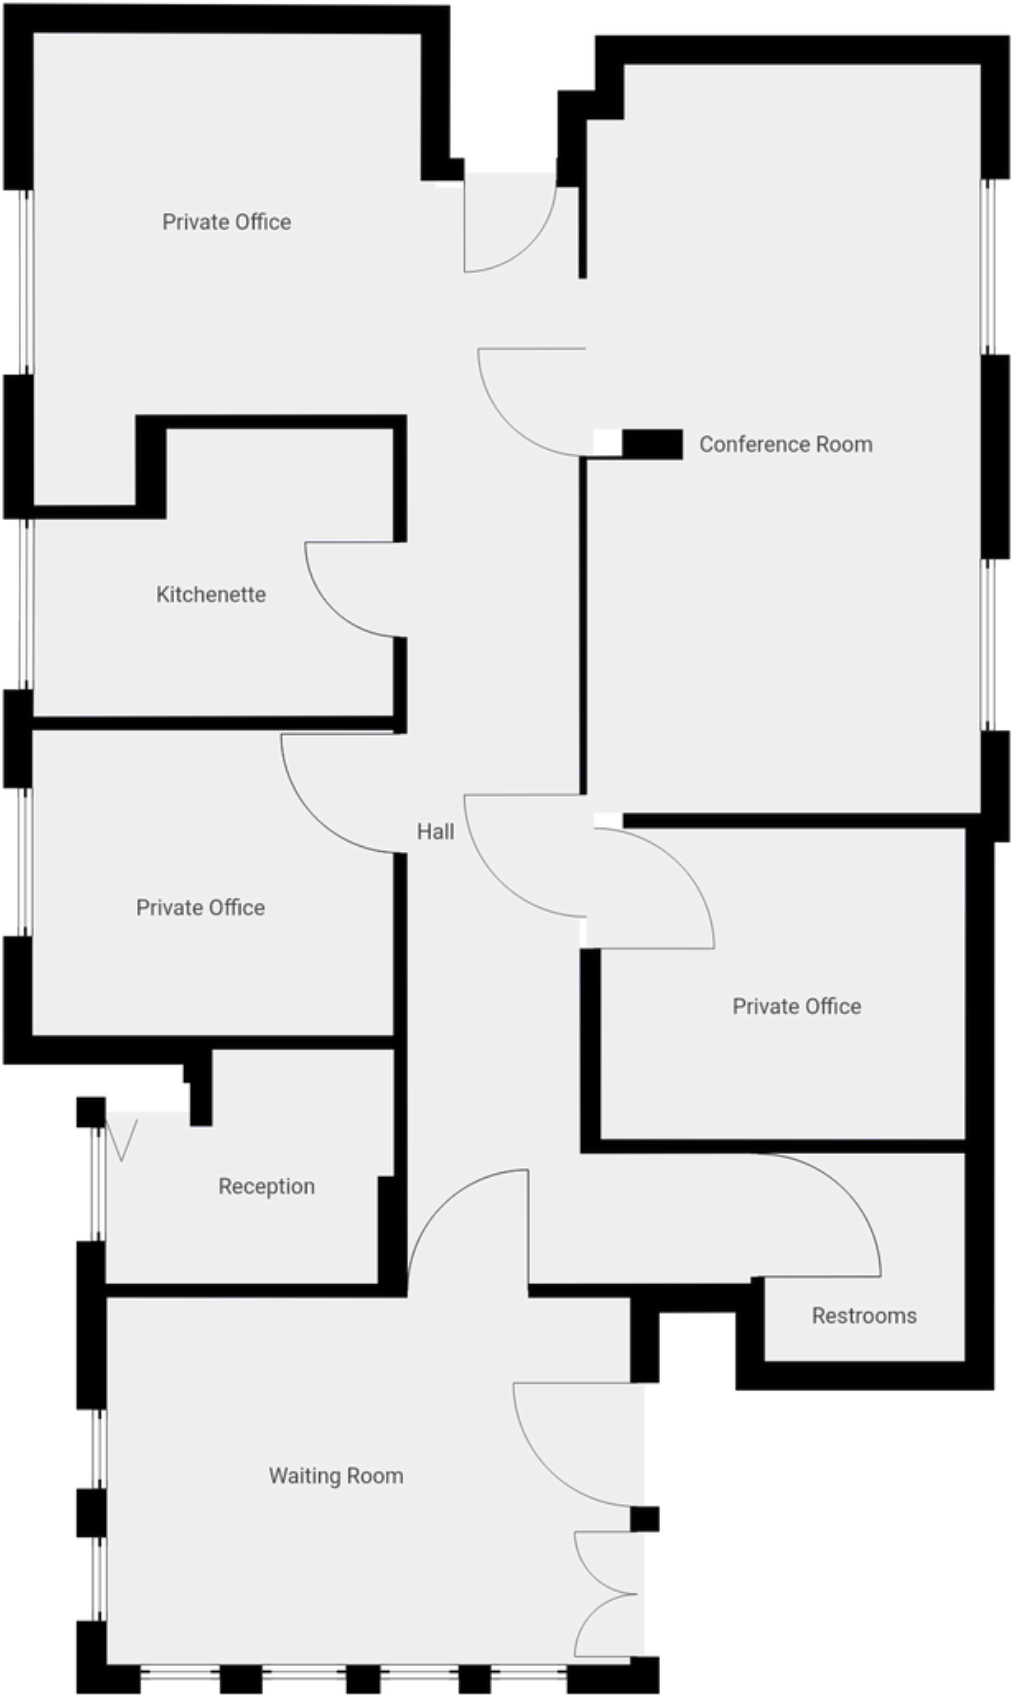 Private Office
Conference Room
Kitchenette
Hall
Private Office
Private Office
Reception
Restrooms
Waiting Room